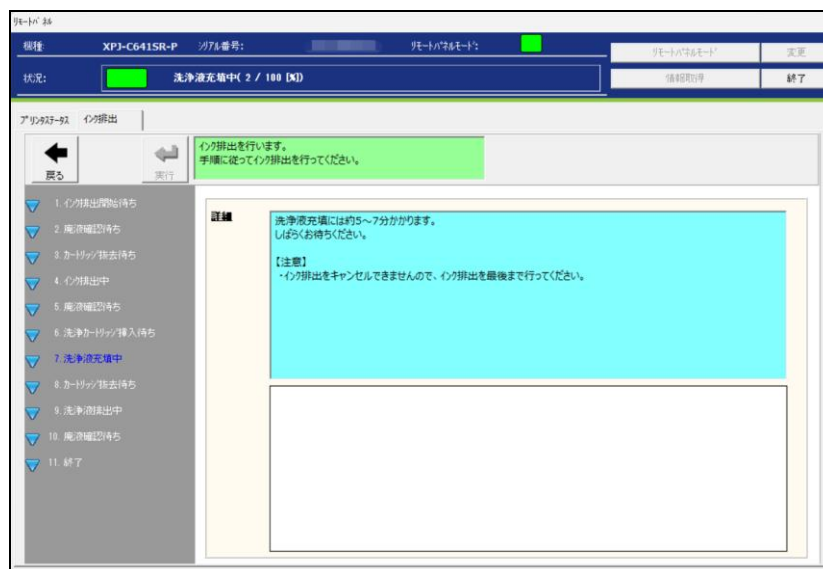 リモートパネル
機種: XPJ-C641SR-P シリアル番号: リモートパネルモード:
リモートパネルモード 変更
状況: 洗浄液充填中( 2 / 100 [%])
情報取得 終了
プリンタステータス インク排出
戻る 実行
インク排出を行います。
手順に従ってインク排出を行ってください。
1. インク排出開始待ち
2. 廃液確認待ち
3. カートリッジ抜去待ち
4. インク排出中
5. 廃液確認待ち
6. 洗浄カートリッジ挿入待ち
7. 洗浄液充填中
8. カートリッジ抜去待ち
9. 洗浄液排出中
10. 廃液確認待ち
11. 終了
詳細
洗浄液充填には約5~7分かかります。
しばらくお待ちください。
【注意】
・インク排出をキャンセルできませんので、インク排出を最後まで行ってください。